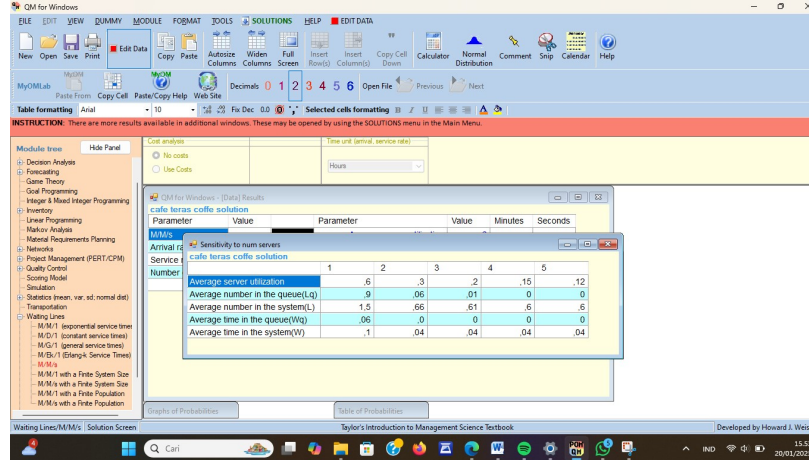 QM for Windows
FILE EDIT VIEW DUMMY MODULE FORMAT TOOLS SOLUTIONS HELP EDIT DATA
New Open Save Print Edit Data Copy Paste Autosize Columns Widen Columns Full Screen Insert Row(s) Insert Column(s) Copy Cell Down Calculator Normal Distribution Comment Snip Calendar Help
MyOMLab Paste From Copy Cell Paste/Copy Help Web Site Decimals 0 1 2 3 4 5 6 Open File Previous Next
Table formatting Arial 10 Fix Dec 0.0 Selected cells formatting B I U
INSTRUCTION: There are more results available in additional windows. These may be opened by using the SOLUTIONS menu in the Main Menu.
Module tree Hide Panel
Decision Analysis
Forecasting
Game Theory
Goal Programming
Integer & Mixed Integer Programming
Inventory
Linear Programming
Markov Analysis
Material Requirements Planning
Networks
Project Management (PERT/CPM)
Quality Control
Scoring Model
Simulation
Statistics (mean, var, sd; normal dist)
Transportation
Waiting Lines
M/M/1 (exponential service times
M/D/1 (constant service times)
M/G/1 (general service times)
M/Ek/1 (Erlang-k Service Times)
M/M/s
M/M/1 with a Finite System Size
M/M/s with a Finite System Size
M/M/1 with a Finite Population
M/M/s with a Finite Population
Cost analysis
No costs
Use Costs
Time unit (arrival, service rate)
Hours
QM for Windows - [Data] Results
cafe teras coffe solution
Parameter Value Parameter Value Minutes Seconds
M/M/s
Arrival ra
Service
Number
Sensitivity to num servers
cafe teras coffe solution
1 2 3 4 5
Average server utilization ,6 ,3 ,2 ,15 ,12
Average number in the queue(Lq) ,9 ,06 ,01 0 0
Average number in the system(L) 1,5 ,66 ,61 ,6 ,6
Average time in the queue(Wq) ,06 ,0 0 0 0
Average time in the system(W) ,1 ,04 ,04 ,04 ,04
Graphs of Probabilities Table of Probabilities
Waiting Lines/M/M/s Solution Screen Taylor's Introduction to Management Science Textbook Developed by Howard J. Weis
Cari
IND
15.5
20/01/202